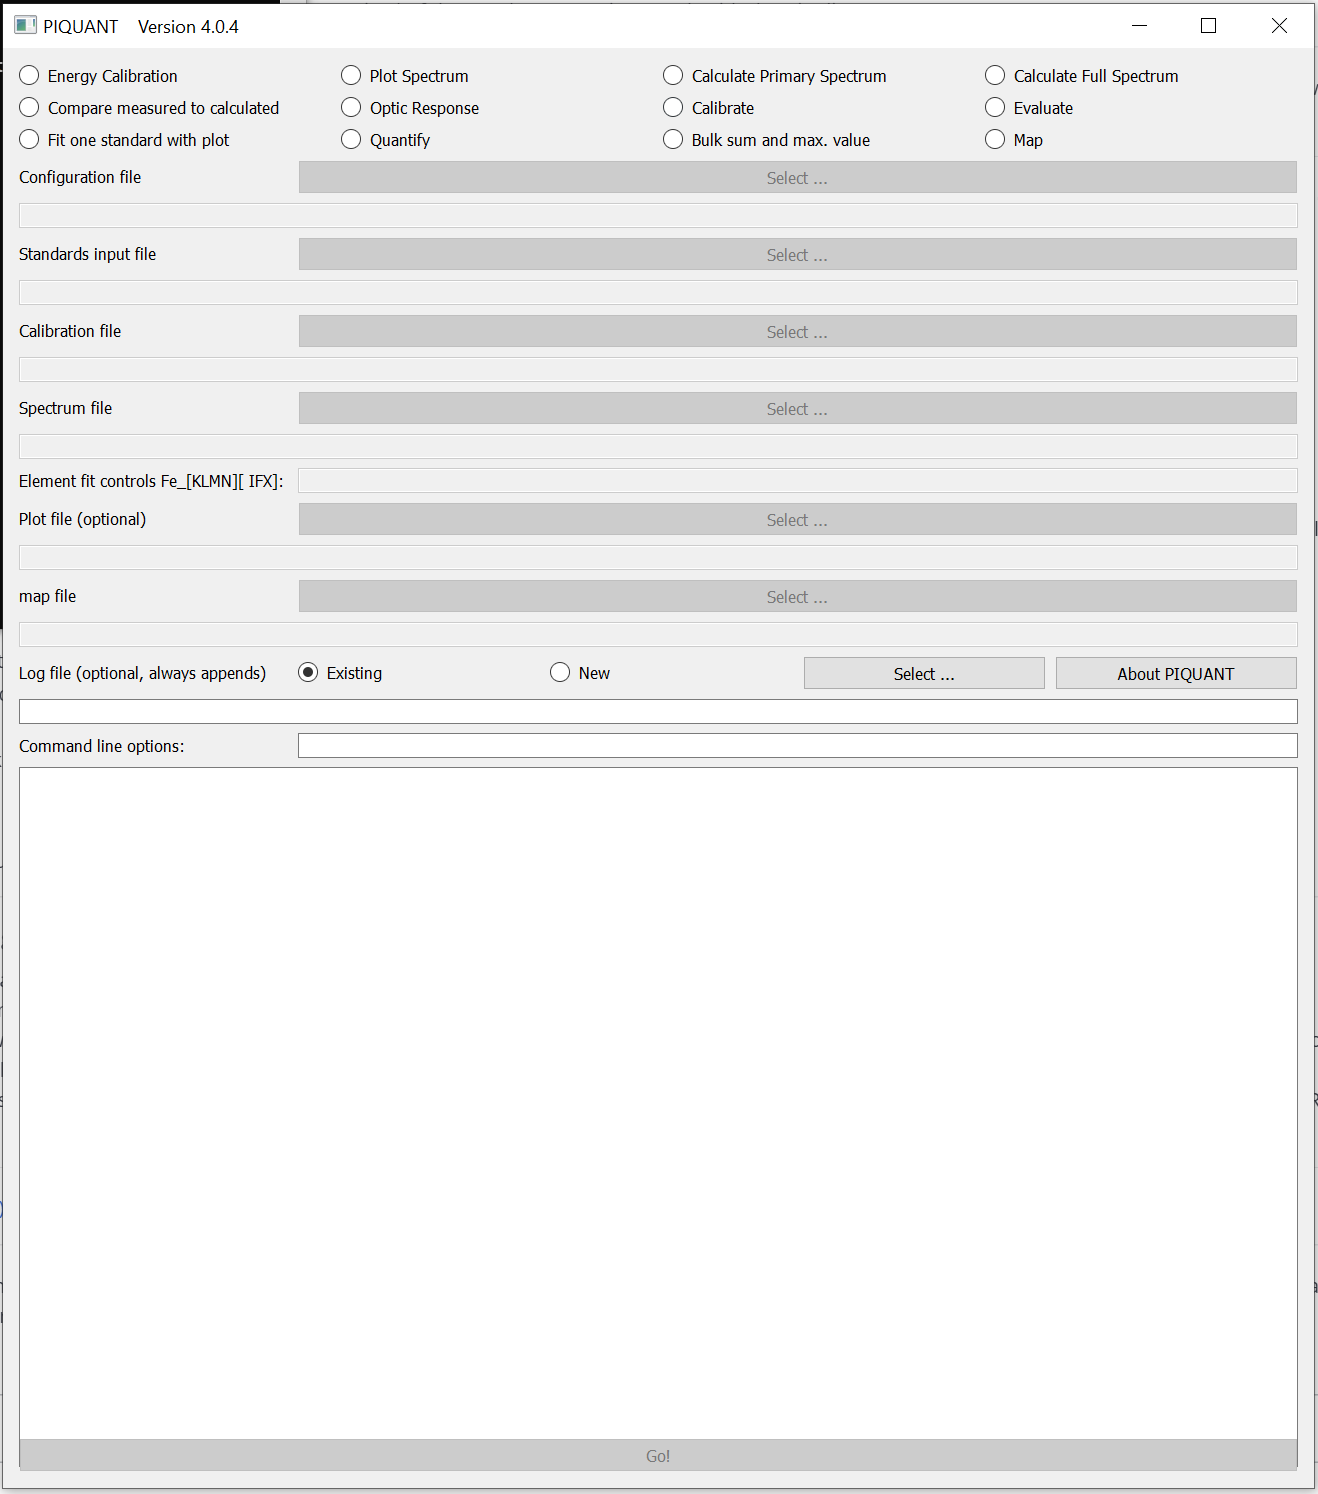 PIQUANT Version 4.0.4
Energy Calibration Plot Spectrum Calculate Primary Spectrum Calculate Full Spectrum
Compare measured to calculated Optic Response Calibrate Evaluate
Fit one standard with plot Quantify Bulk sum and max. value Map
Configuration file Select ...
Standards input file Select ...
Calibration file Select ...
Spectrum file Select ...
Element fit controls Fe_[KLMN][ IFX]:
Plot file (optional) Select ...
map file Select ...
Log file (optional, always appends) Existing New Select ... About PIQUANT
Command line options:
Go!